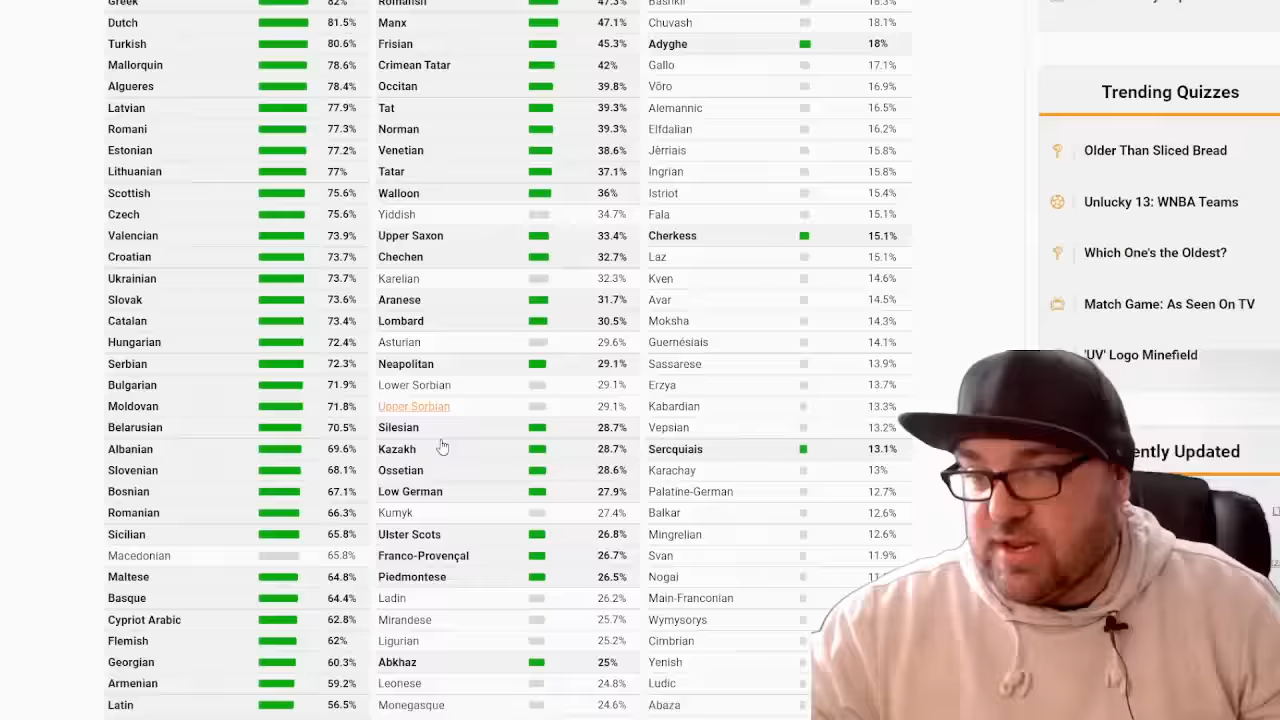 Greek 82% Romansh 47.3% Bashkir 18.3%
Dutch 81.5% Manx 47.1% Chuvash 18.1%
Turkish 80.6% Frisian 45.3% Adyghe 18%
Mallorquin 78.6% Crimean Tatar 42% Gallo 17.1%
Algueres 78.4% Occitan 39.8% Võro 16.9%
Latvian 77.9% Tat 39.3% Alemannic 16.5%
Romani 77.3% Norman 39.3% Elfdalian 16.2%
Estonian 77.2% Venetian 38.6% Jèrriais 15.8%
Lithuanian 77% Tatar 37.1% Ingrian 15.8%
Scottish 75.6% Walloon 36% Istriot 15.4%
Czech 75.6% Yiddish 34.7% Fala 15.1%
Valencian 73.9% Upper Saxon 33.4% Cherkess 15.1%
Croatian 73.7% Chechen 32.7% Laz 15.1%
Ukrainian 73.7% Karelian 32.3% Kven 14.6%
Slovak 73.6% Aranese 31.7% Avar 14.5%
Catalan 73.4% Lombard 30.5% Moksha 14.3%
Hungarian 72.4% Asturian 29.6% Guernésiais 14.1%
Serbian 72.3% Neapolitan 29.1% Sassarese 13.9%
Bulgarian 71.9% Lower Sorbian 29.1% Erzya 13.7%
Moldovan 71.8% Upper Sorbian 29.1% Kabardian 13.3%
Belarusian 70.5% Silesian 28.7% Vepsian 13.2%
Albanian 69.6% Kazakh 28.7% Sercquiais 13.1%
Slovenian 68.1% Ossetian 28.6% Karachay 13%
Bosnian 67.1% Low German 27.9% Palatine-German 12.7%
Romanian 66.3% Kumyk 27.4% Balkar 12.6%
Sicilian 65.8% Ulster Scots 26.8% Mingrelian 12.6%
Macedonian 65.8% Franco-Provençal 26.7% Svan 11.9%
Maltese 64.8% Piedmontese 26.5% Nogai
Basque 64.4% Ladin 26.2% Main-Franconian
Cypriot Arabic 62.8% Mirandese 25.7% Wymysorys
Flemish 62% Ligurian 25.2% Cimbrian
Georgian 60.3% Abkhaz 25% Yenish
Armenian 59.2% Leonese 24.8% Ludic
Latin 56.5% Monegasque 24.6% Abaza
Trending Quizzes
Older Than Sliced Bread
Unlucky 13: WNBA Teams
Which One's the Oldest?
Match Game: As Seen On TV
'UV' Logo Minefield
ently Updated